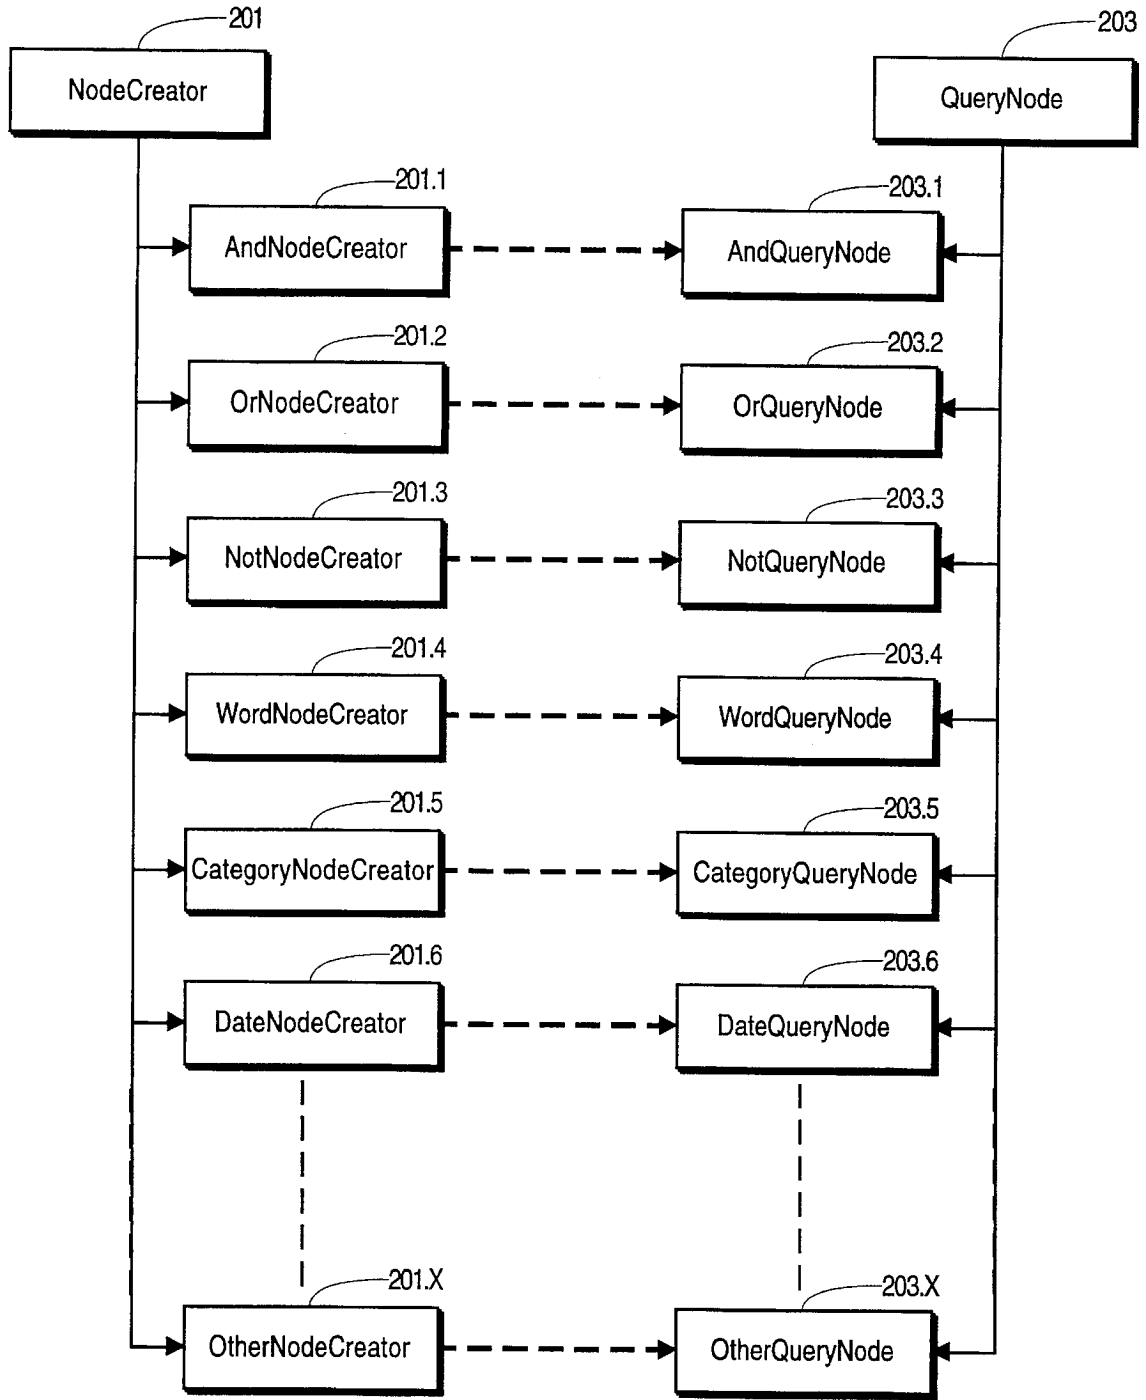 201
203
NodeCreator
QueryNode
201.1
203.1
AndNodeCreator
AndQueryNode
201.2
203.2
OrNodeCreator
OrQueryNode
201.3
203.3
NotNodeCreator
NotQueryNode
201.4
203.4
WordNodeCreator
WordQueryNode
201.5
203.5
CategoryNodeCreator
CategoryQueryNode
201.6
203.6
DateNodeCreator
DateQueryNode
201.X
203.X
OtherNodeCreator
OtherQueryNode